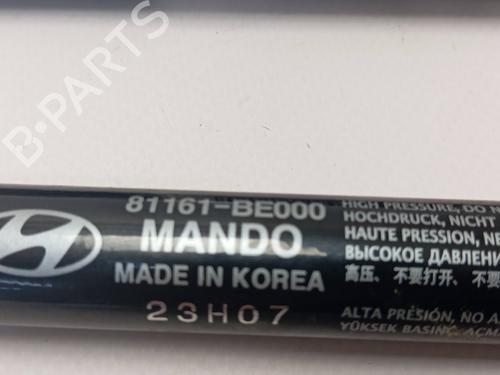 B-PARTS
81161-BE000
MANDO
MADE IN KOREA
23H07
HIGH PRESSURE, DO
HOCHDRUCK, NICHT
HAUTE PRESSION, NE
ВЫСОКОЕ ДАВЛЕНИ
高压、不要打开、不要
ALTA PRESIÓN, NO A
YÜKSEK BASINÇ, AÇM